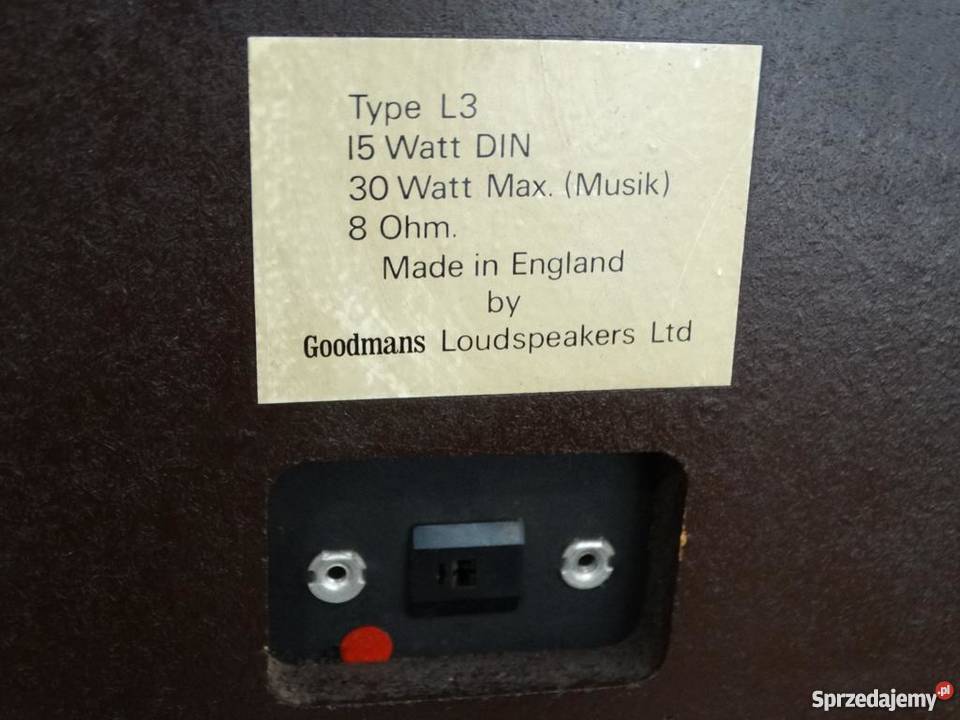 Type L3
15 Watt DIN
30 Watt Max. (Musik)
8 Ohm.
Made in England
by
Goodmans Loudspeakers Ltd
Sprzedajemy.pl